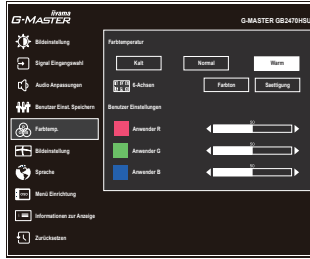 iiyama
G-MASTER
G-MASTER GB2470HSU
Bildeinstellung
Signal Eingangswahl
Audio Anpassungen
Benutzer Einst. Speichern
Farbtemp.
Bildeinstellung
Sprache
Menü Einrichtung
Informationen zur Anzeige
Zurücksetzen
Farbtemperatur
Kalt
Normal
Warm
6-Achsen
Farbton
Saettigung
Benutzer Einstellungen
Anwender R
50
Anwender G
50
Anwender B
50